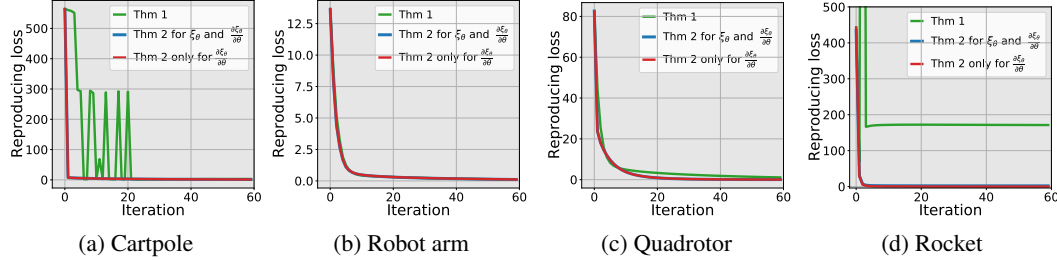 Reproducing loss
500
400
300
200
100
0
Thm 1
Thm 2 for ξθ and ∂ξθ/∂θ
Thm 2 only for ∂ξθ/∂θ
0 20 40 60
Iteration
(a) Cartpole
Reproducing loss
12.5
10.0
7.5
5.0
2.5
0.0
Thm 1
Thm 2 for ξθ and ∂ξθ/∂θ
Thm 2 only for ∂ξθ/∂θ
0 20 40 60
Iteration
(b) Robot arm
Reproducing loss
80
60
40
20
0
Thm 1
Thm 2 for ξθ and ∂ξθ/∂θ
Thm 2 only for ∂ξθ/∂θ
0 20 40 60
Iteration
(c) Quadrotor
Reproducing loss
500
400
300
200
100
0
Thm 1
Thm 2 for ξθ and ∂ξθ/∂θ
Thm 2 only for ∂ξθ/∂θ
0 20 40 60
Iteration
(d) Rocket